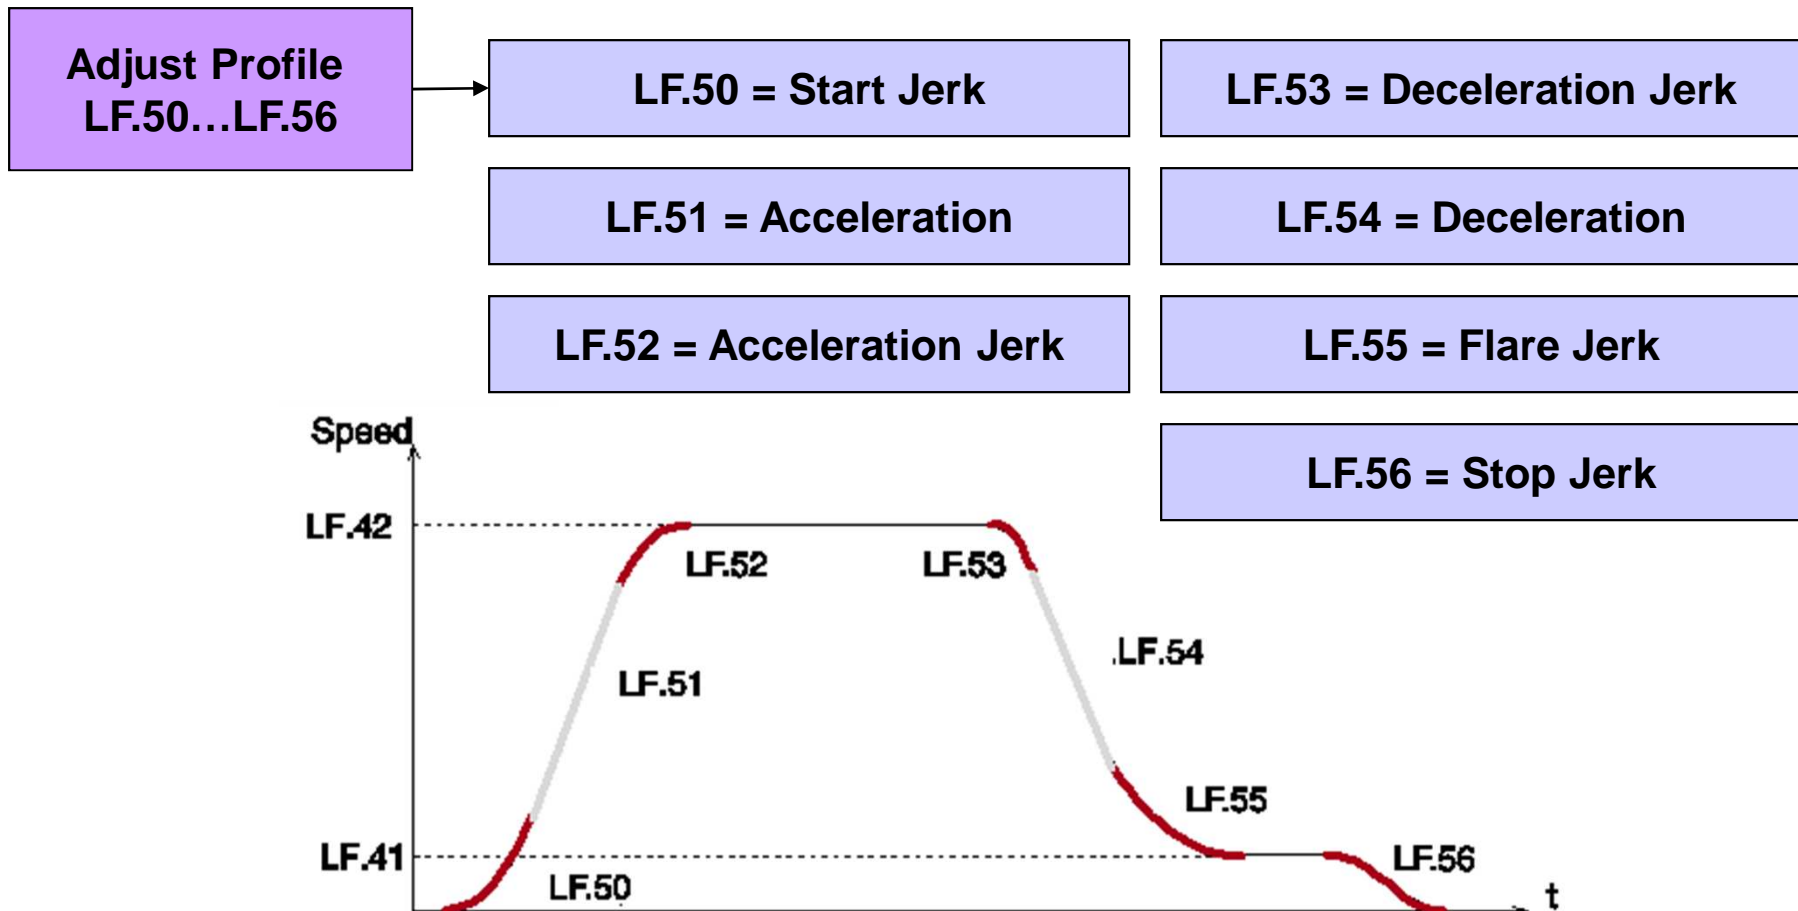 Adjust Profile
LF.50...LF.56
LF.50 = Start Jerk
LF.53 = Deceleration Jerk
LF.51 = Acceleration
LF.54 = Deceleration
LF.52 = Acceleration Jerk
LF.55 = Flare Jerk
LF.56 = Stop Jerk
Speed
LF.42
LF.52
LF.53
.LF.54
LF.51
LF.55
LF.41
LF.56
LF.50
t